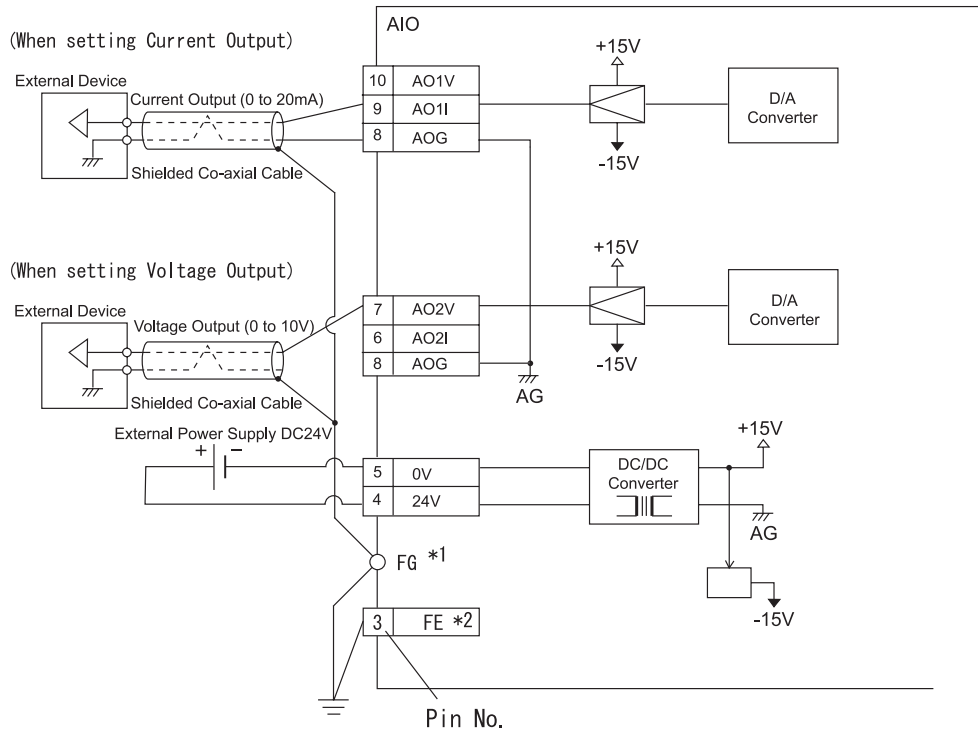 AIO
(When setting Current Output)
+15V
External Device
10 AO1V
Current Output (0 to 20mA)
9 AO1I
D/A
Converter
8 AOG
-15V
Shielded Co-axial Cable
(When setting Voltage Output)
+15V
External Device
7 AO2V
Voltage Output (0 to 10V)
6 AO2I
D/A
Converter
8 AOG
-15V
AG
Shielded Co-axial Cable
External Power Supply DC24V
+ −
+15V
5 0V
DC/DC
Converter
4 24V
AG
FG *1
-15V
3 FE *2
Pin No.